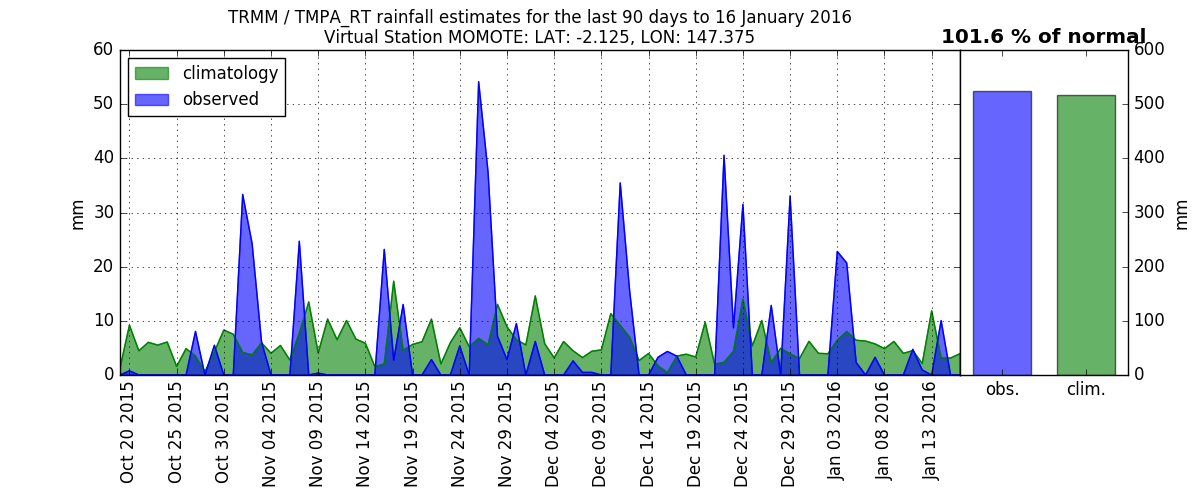 TRMM / TMPA_RT rainfall estimates for the last 90 days to 16 January 2016
Virtual Station MOMOTE: LAT: -2.125, LON: 147.375
101.6 % of normal
climatology
observed
mm
60
50
40
30
20
10
0
Oct 20 2015
Oct 25 2015
Oct 30 2015
Nov 04 2015
Nov 09 2015
Nov 14 2015
Nov 19 2015
Nov 24 2015
Nov 29 2015
Dec 04 2015
Dec 09 2015
Dec 14 2015
Dec 19 2015
Dec 24 2015
Dec 29 2015
Jan 03 2016
Jan 08 2016
Jan 13 2016
obs.
clim.
600
500
400
300
200
100
0
mm